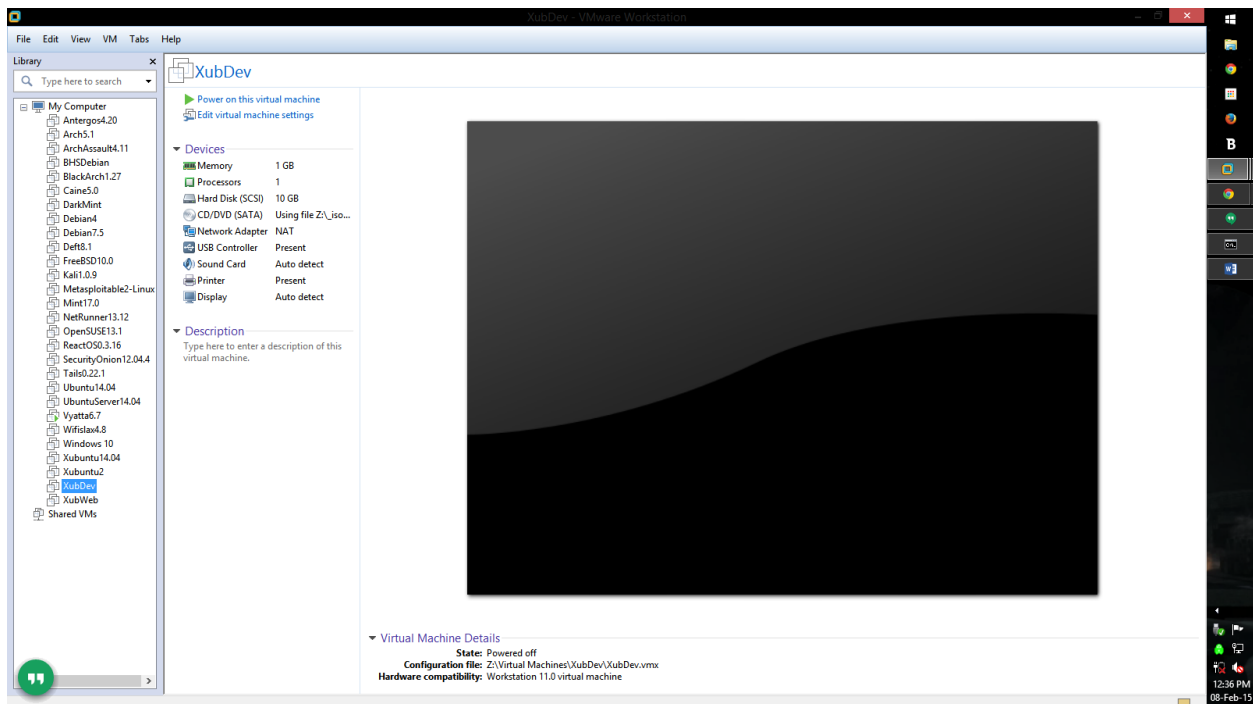 XubDev - VMware Workstation
File Edit View VM Tabs Help
Library
Type here to search
My Computer
Antergos4.20
Arch5.1
ArchAssault4.11
BHSDebian
BlackArch1.27
Caine5.0
DarkMint
Debian4
Debian7.5
Deft8.1
FreeBSD10.0
Kali1.0.9
Metasploitable2-Linux
Mint17.0
NetRunner13.12
OpenSUSE13.1
ReactOS0.3.16
SecurityOnion12.04.4
Tails0.22.1
Ubuntu14.04
UbuntuServer14.04
Vyatta6.7
Wifislax4.8
Windows 10
Xubuntu14.04
Xubuntu2
XubDev
XubWeb
Shared VMs
XubDev
Power on this virtual machine
Edit virtual machine settings
Devices
Memory 1 GB
Processors 1
Hard Disk (SCSI) 10 GB
CD/DVD (SATA) Using file Z:\_iso...
Network Adapter NAT
USB Controller Present
Sound Card Auto detect
Printer Present
Display Auto detect
Description
Type here to enter a description of this
virtual machine.
Virtual Machine Details
State: Powered off
Configuration file: Z:\Virtual Machines\XubDev\XubDev.vmx
Hardware compatibility: Workstation 11.0 virtual machine
B
12:36 PM
08-Feb-15